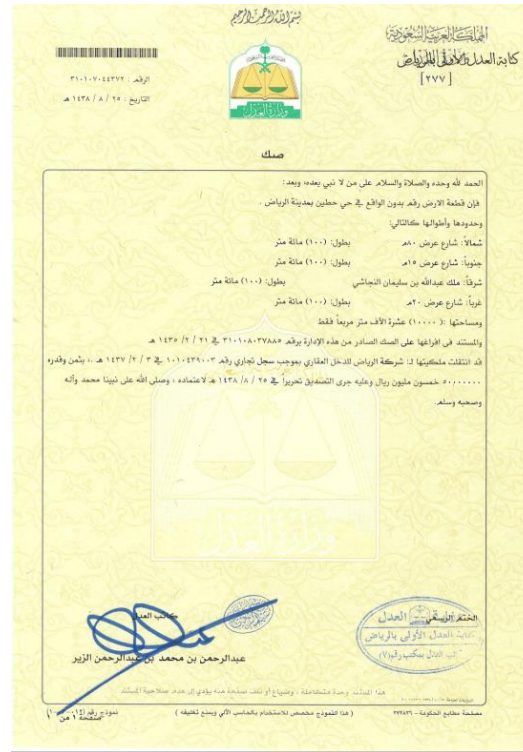 بسم الله الرحمن الرحيم
المملكة العربية السعودية
كتابة العدل الأولى بالرياض
[٢٧٧]
الرقم : ٣١٠١٠٧٠٤٤٣٧٢
التاريخ : ٢٥ / ٨ / ١٤٣٨ هـ
وزارة العدل
صك
الحمد لله وحده والصلاة والسلام على من لا نبي بعده، وبعد:
فإن قطعة الارض رقم بدون الواقع في حي حطين بمدينة الرياض .
وحدودها وأطوالها كالتالي:
شمالاً: شارع عرض ٨٠م بطول: (١٠٠) مائة متر
جنوباً: شارع عرض ١٥م بطول: (١٠٠) مائة متر
شرقاً: ملك عبدالله بن سليمان النجاشي بطول: (١٠٠) مائة متر
غرباً: شارع عرض ٢٠م بطول: (١٠٠) مائة متر
ومساحتها :( ١٠٠٠٠) عشرة الأف متر مربعاً فقط
والمستند في افراغها على الصك الصادر من هذه الإدارة برقم ٣١٠١٠٨٠٣٧٨٨٥ في ٢١ / ٢/ ١٤٣٥ هـ
قد انتقلت ملكيتها لـ: شركة الرياض للدخل العقاري بموجب سجل تجاري رقم ١٠١٠٤٣٩٠٠٣ في ٣ / ٢/ ١٤٣٧ هـ ،، بثمن وقدره
٥٠٠٠٠٠٠٠ خمسون مليون ريال وعليه جرى التصديق تحريراً في ٢٥ / ٨/ ١٤٣٨ هـ لاعتماده ، وصلى الله على نبينا محمد وآله
وصحبه وسلم.
وزارة العدل
كاتب العدل
عبدالرحمن بن محمد بن عبدالرحمن الزير
الختم الرسمي
العدل
كتابة العدل الأولى بالرياض
كاتب العدل بمكتب رقم (٧)
هذا المستند وحدة متكاملة ، وضياع أو تلف صفحة منه يؤدي إلى عدم صلاحية المستند
مصلحة مطابع الحكومة - ٣٧٢٨٣٦
( هذا النموذج مخصص للاستخدام بالحاسب الآلي ويمنع تغليفه )
صفحة ١ من ١